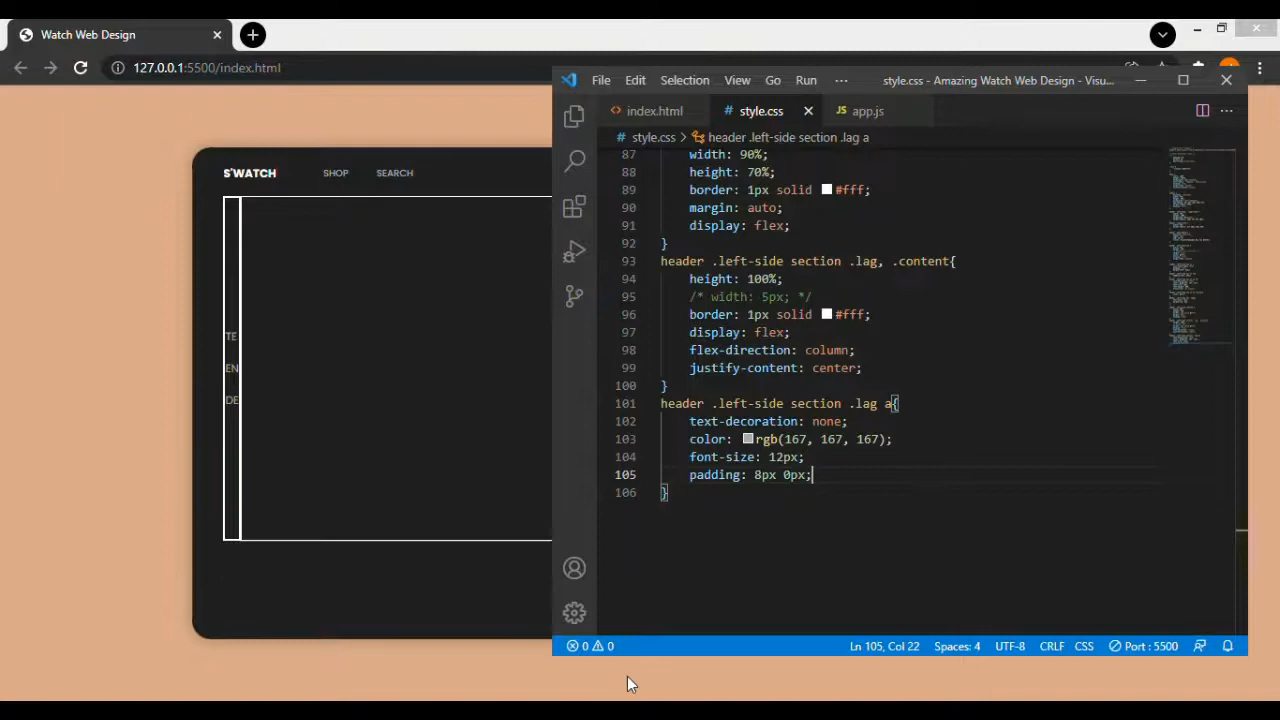 Watch Web Design
127.0.0.1:5500/index.html
File Edit Selection View Go Run ... style.css - Amazing Watch Web Design - Visu...
index.html # style.css JS app.js ...
# style.css > header .left-side section .lag a
S'WATCH SHOP SEARCH
TE
EN
DE
87 width: 90%;
88 height: 70%;
89 border: 1px solid #fff;
90 margin: auto;
91 display: flex;
92 }
93 header .left-side section .lag, .content{
94 height: 100%;
95 /* width: 5px; */
96 border: 1px solid #fff;
97 display: flex;
98 flex-direction: column;
99 justify-content: center;
100 }
101 header .left-side section .lag a{
102 text-decoration: none;
103 color: rgb(167, 167, 167);
104 font-size: 12px;
105 padding: 8px 0px;
106 }
0 0 Ln 105, Col 22 Spaces: 4 UTF-8 CRLF CSS Port : 5500